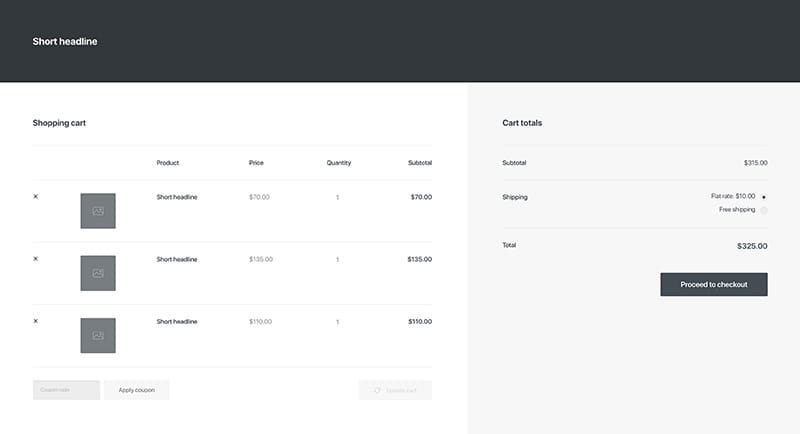 Short headline
Shopping cart
Product Price Quantity Subtotal
× Short headline $70.00 1 $70.00
× Short headline $135.00 1 $135.00
× Short headline $110.00 1 $110.00
Coupon code Apply coupon Update cart
Cart totals
Subtotal $315.00
Shipping Flat rate: $10.00
Free shipping
Total $325.00
Proceed to checkout